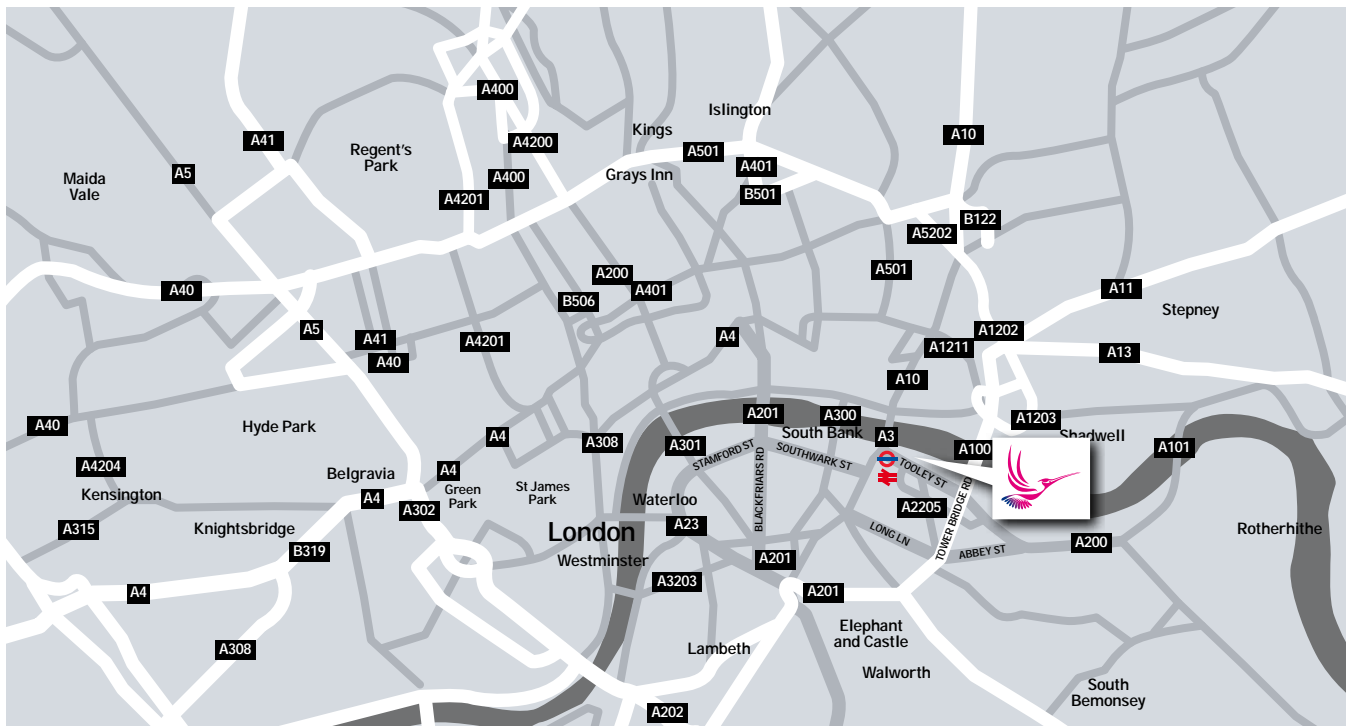 A400
Islington
A10
A41
Kings
A4200
Regent's
Park
A501
A5
A401
Maida
Vale
Grays Inn
A400
A4201
B501
B122
A5202
A501
A200
A40
A401
A11
B506
Stepney
A5
A1202
A4
A41
A4201
A1211
A13
A40
A10
A201
A300
A1203
A40
Hyde Park
South Bank
A3
Shadwell
A4
A308
A301
A100
A101
STAMFORD ST
SOUTHWARK ST
A4204
Kensington
Belgravia
A4
TOOLEY ST
Green
Park
St James
Park
Waterloo
BLACKFRIARS RD
A4
A302
A2205
TOWER BRIDGE RD
A315
Knightsbridge
London
A23
LONG LN
Rotherhithe
B319
Westminster
A201
ABBEY ST
A200
A3203
A4
A201
Elephant
and Castle
A308
Lambeth
Walworth
South
Bemonsey
A202